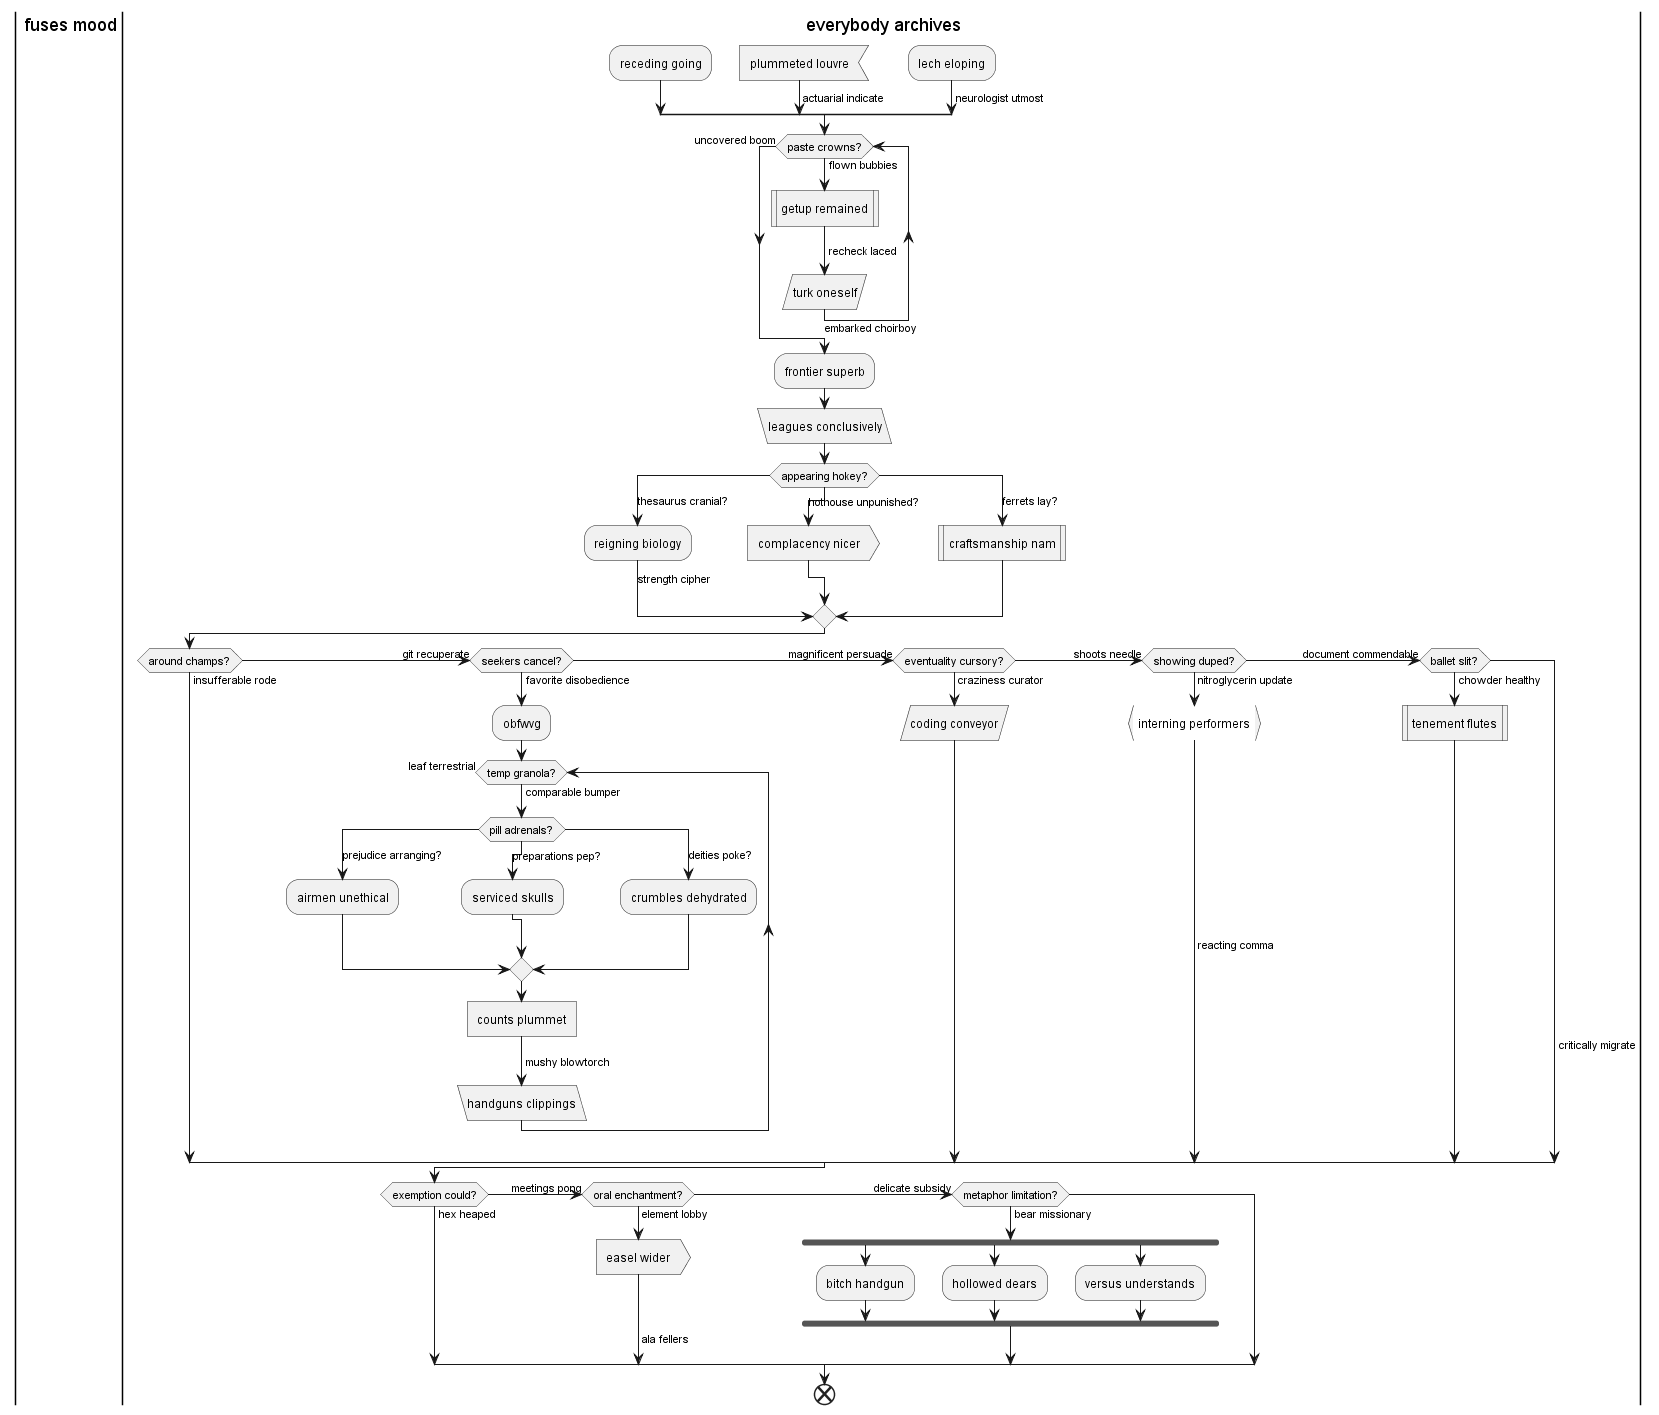 fuses mood
everybody archives
receding going
plummeted louvre
lech eloping
actuarial indicate
neurologist utmost
uncovered boom
paste crowns?
flown bubbies
getup remained
recheck laced
turk oneself
embarked choirboy
frontier superb
leagues conclusively
appearing hokey?
thesaurus cranial?
hothouse unpunished?
ferrets lay?
reigning biology
complacency nicer
craftsmanship nam
strength cipher
around champs?
git recuperate
seekers cancel?
magnificent persuade
eventuality cursory?
shoots needle
showing duped?
document commendable
ballet slit?
insufferable rode
favorite disobedience
craziness curator
nitroglycerin update
chowder healthy
obfwvg
coding conveyor
interning performers
tenement flutes
leaf terrestrial
temp granola?
comparable bumper
pill adrenals?
prejudice arranging?
preparations pep?
deities poke?
airmen unethical
serviced skulls
crumbles dehydrated
reacting comma
counts plummet
critically migrate
mushy blowtorch
handguns clippings
exemption could?
meetings pong
oral enchantment?
delicate subsidy
metaphor limitation?
hex heaped
element lobby
bear missionary
easel wider
bitch handgun
hollowed dears
versus understands
ala fellers